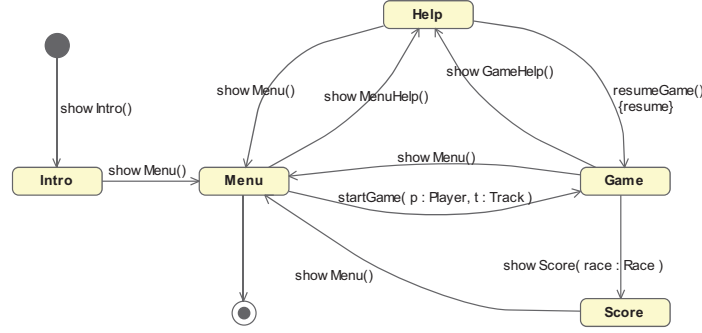 Help
show Menu()
show MenuHelp()
show GameHelp()
resumeGame()
{resume}
show Intro()
show Menu()
show Menu()
Intro
Menu
Game
startGame( p : Player, t : Track )
show Score( race : Race )
show Menu()
Score